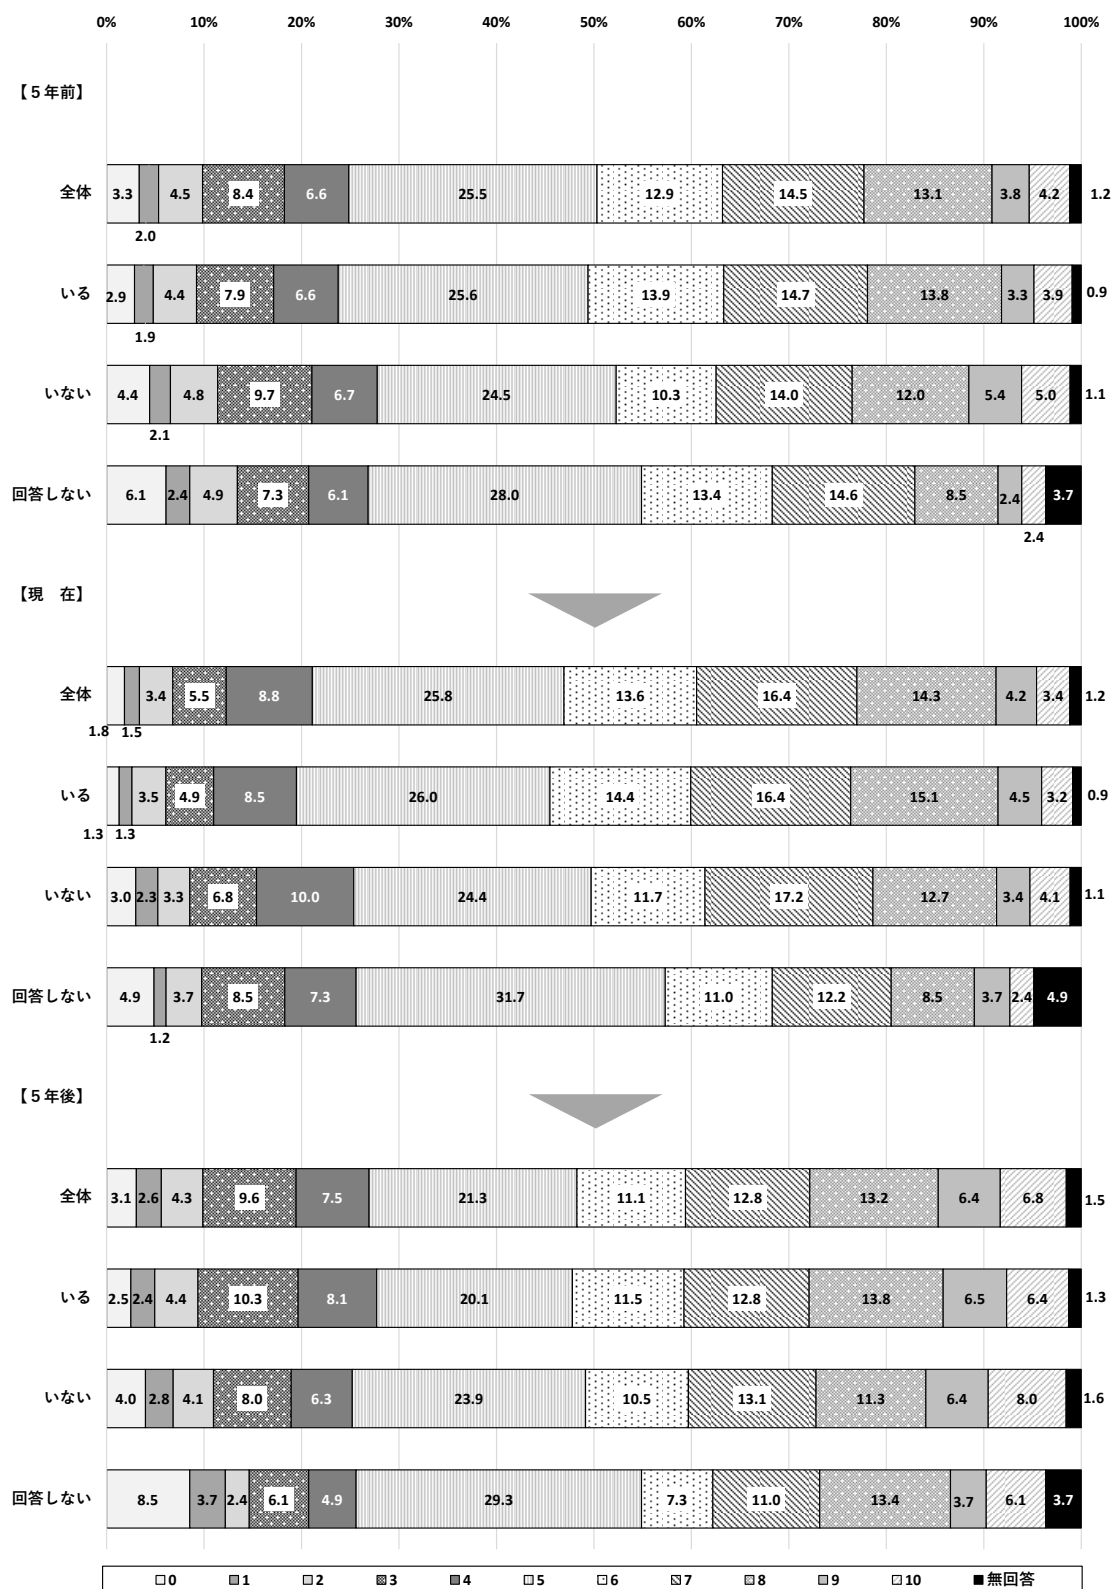 0% 10% 20% 30% 40% 50% 60% 70% 80% 90% 100%
【５年前】
全体 3.3 4.5 8.4 6.6 25.5 12.9 14.5 13.1 3.8 4.2 1.2
2.0
いる 2.9 4.4 7.9 6.6 25.6 13.9 14.7 13.8 3.3 3.9 0.9
1.9
いない 4.4 4.8 9.7 6.7 24.5 10.3 14.0 12.0 5.4 5.0 1.1
2.1
回答しない 6.1 2.4 4.9 7.3 6.1 28.0 13.4 14.6 8.5 2.4 3.7
2.4
【現　在】
全体 3.4 5.5 8.8 25.8 13.6 16.4 14.3 4.2 3.4 1.2
1.8 1.5
いる 3.5 4.9 8.5 26.0 14.4 16.4 15.1 4.5 3.2 0.9
1.3 1.3
いない 3.0 2.3 3.3 6.8 10.0 24.4 11.7 17.2 12.7 3.4 4.1 1.1
回答しない 4.9 3.7 8.5 7.3 31.7 11.0 12.2 8.5 3.7 2.4 4.9
1.2
【５年後】
全体 3.1 2.6 4.3 9.6 7.5 21.3 11.1 12.8 13.2 6.4 6.8 1.5
いる 2.5 2.4 4.4 10.3 8.1 20.1 11.5 12.8 13.8 6.5 6.4 1.3
いない 4.0 2.8 4.1 8.0 6.3 23.9 10.5 13.1 11.3 6.4 8.0 1.6
回答しない 8.5 3.7 2.4 6.1 4.9 29.3 7.3 11.0 13.4 3.7 6.1 3.7
0 1 2 3 4 5 6 7 8 9 10 無回答